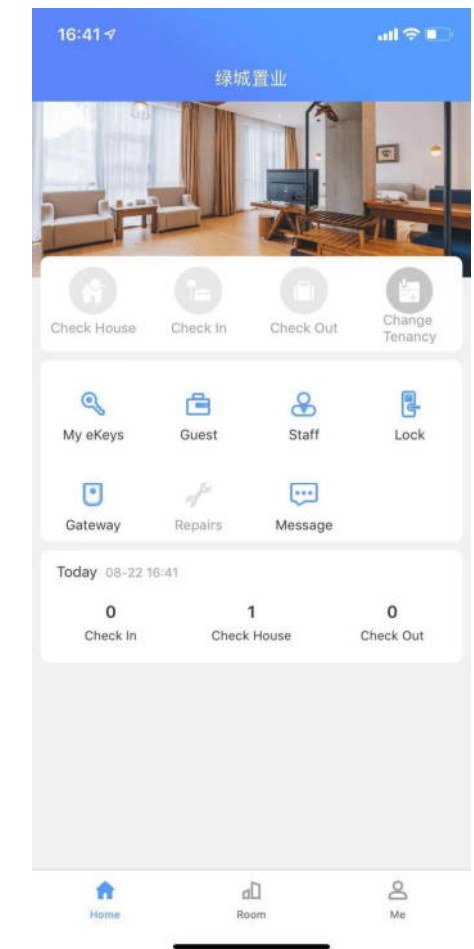 16:41
绿城置业
Check House
Check In
Check Out
Change
Tenancy
My eKeys
Guest
Staff
Lock
Gateway
Repairs
Message
Today 08-22 16:41
0
1
0
Check In
Check House
Check Out
Home
Room
Me